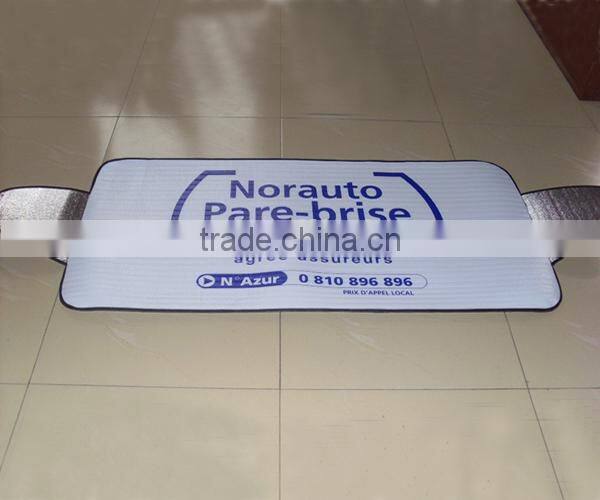 Norauto
Pare-brise
trade.china.cn
agréé assureurs
N°Azur 0 810 896 896
PRIX D'APPEL LOCAL